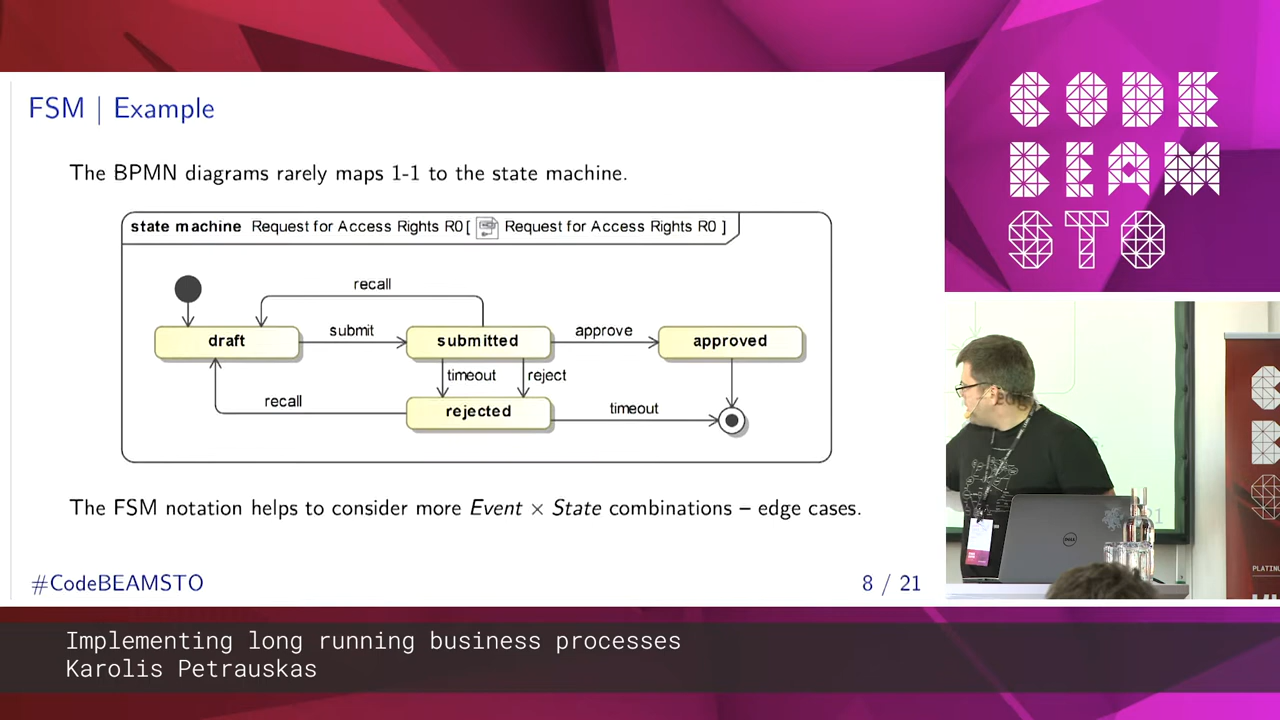 FSM | Example
The BPMN diagrams rarely maps 1-1 to the state machine.
state machine Request for Access Rights R0[ Request for Access Rights R0 ]
recall
draft
submit
submitted
approve
approved
timeout
reject
recall
rejected
timeout
The FSM notation helps to consider more Event × State combinations – edge cases.
#CodeBEAMSTO
8 / 21
CODE
BEAM
STO
DELL
21
PLATINU
Implementing long running business processes
Karolis Petrauskas